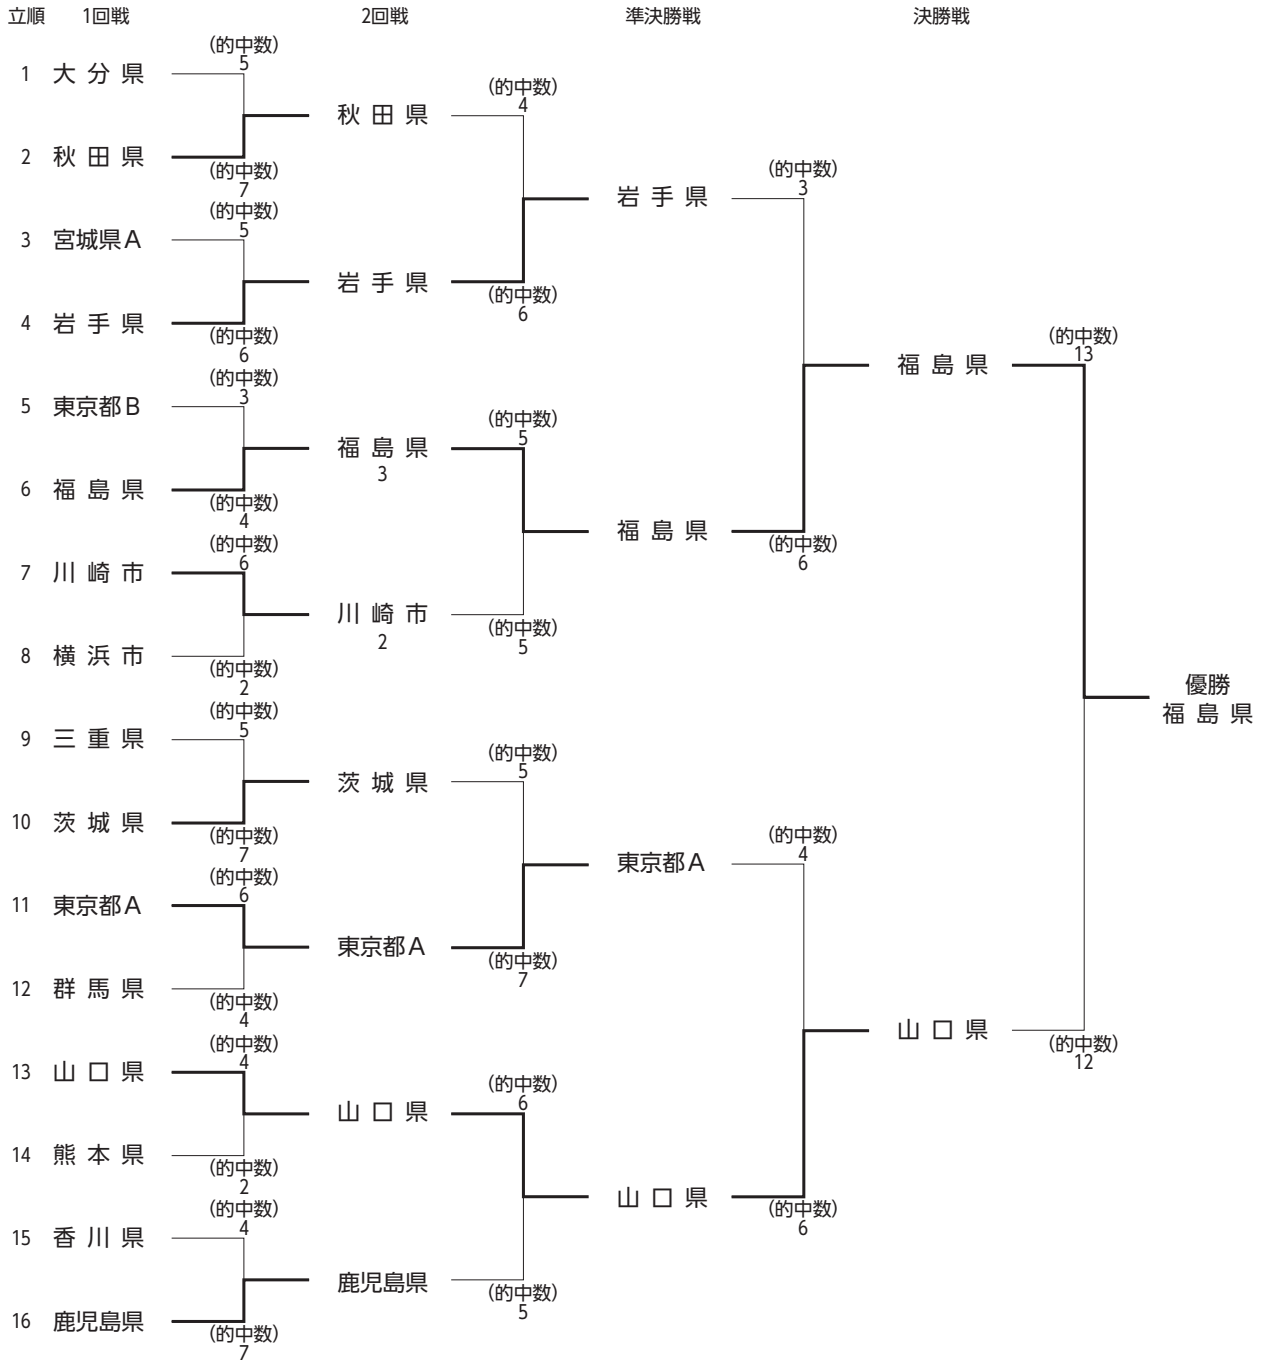 立順 1回戦 2回戦 準決勝戦 決勝戦
(的中数)
5
1 大分県
(的中数)
4
秋田県
2 秋田県
(的中数)
7
(的中数)
3
岩手県
(的中数)
5
3 宮城県A
岩手県
(的中数)
6
4 岩手県
(的中数)
6
(的中数)
13
福島県
(的中数)
3
5 東京都B
(的中数)
5
福島県
3
6 福島県
(的中数)
4
福島県
(的中数)
6
(的中数)
6
7 川崎市
川崎市
2
(的中数)
5
8 横浜市
(的中数)
2
優勝
福島県
(的中数)
5
9 三重県
(的中数)
5
茨城県
10 茨城県
(的中数)
7
(的中数)
4
東京都A
(的中数)
6
11 東京都A
東京都A
(的中数)
7
12 群馬県
(的中数)
4
山口県
(的中数)
12
(的中数)
4
13 山口県
(的中数)
6
山口県
14 熊本県
(的中数)
2
山口県
(的中数)
6
(的中数)
4
15 香川県
鹿児島県
(的中数)
5
16 鹿児島県
(的中数)
7